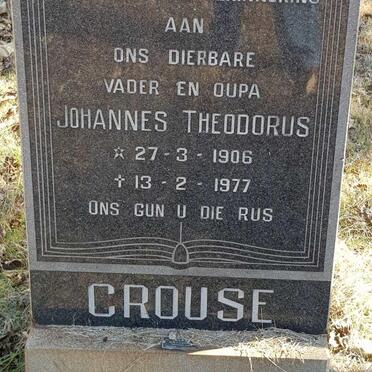 AAN
ONS DIERBARE
VADER EN OUPA
JOHANNES THEODORUS
☆ 27-3-1906
✝ 13-2-1977
ONS GUN U DIE RUS
CROUSE